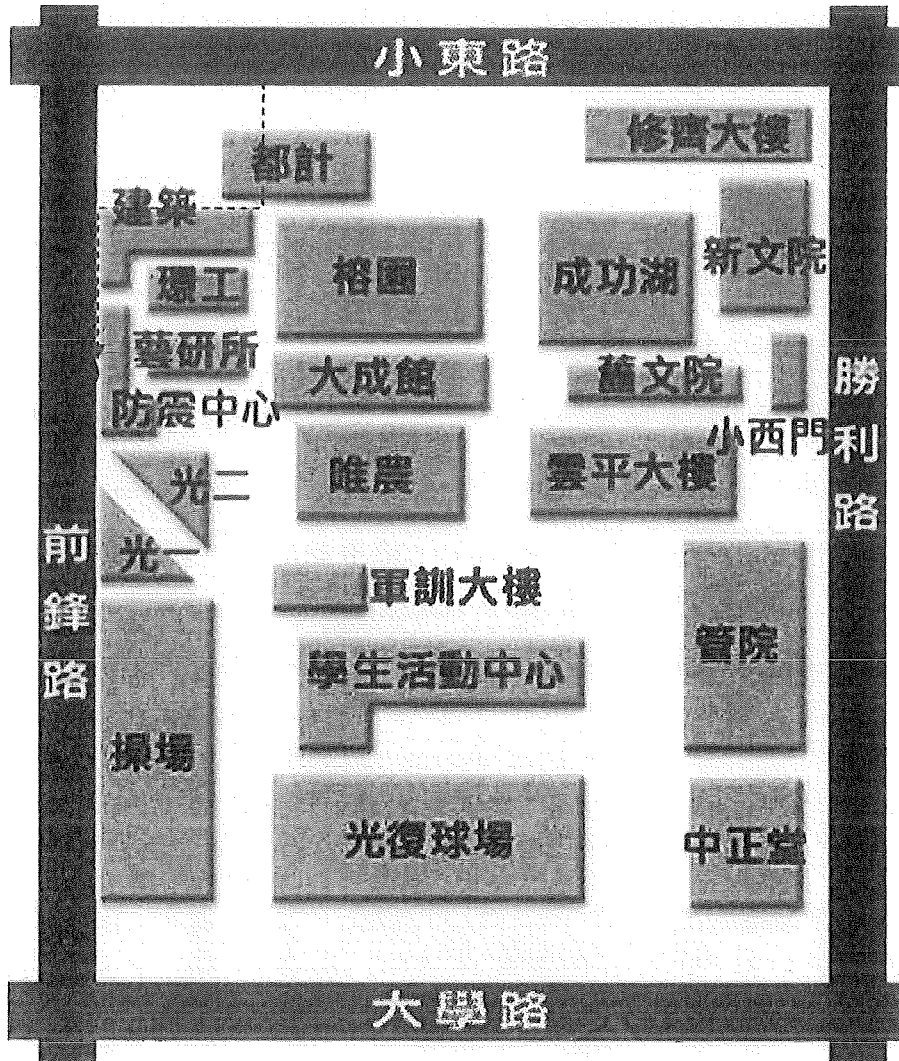 小東路
都計
修齊大樓
建築
榕園
成功湖
新文院
環工
藝研所
大成館
舊文院
勝利路
防震中心
小西門
唯農
雲平大樓
光二
光一
前鋒路
軍訓大樓
學生活動中心
管院
操場
光復球場
中正堂
大學路